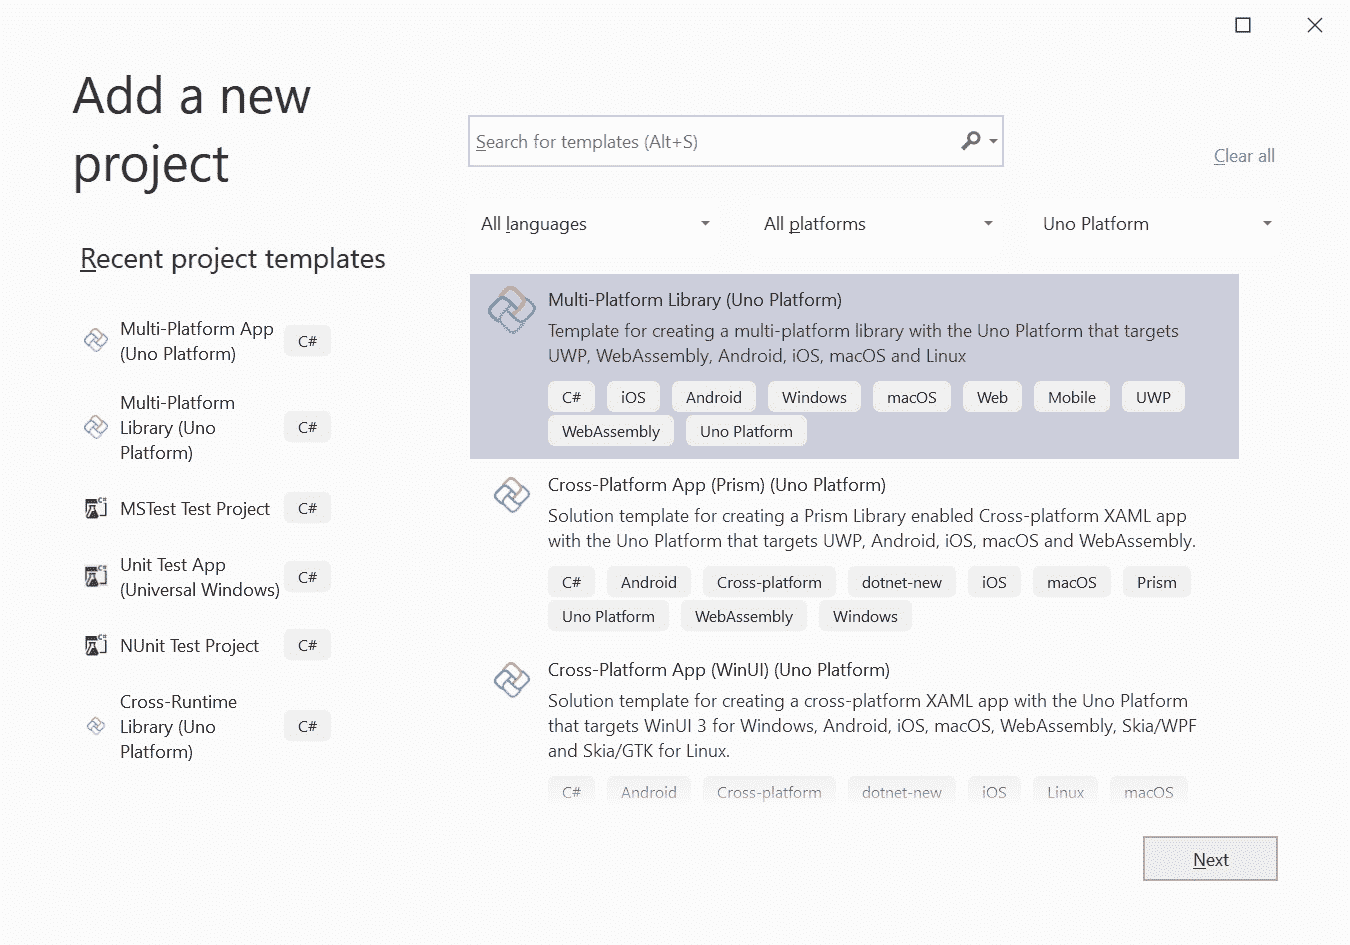 Add a new
project
Search for templates (Alt+S)
Clear all
All languages
All platforms
Uno Platform
Recent project templates
Multi-Platform App
(Uno Platform)
C#
Multi-Platform
Library (Uno
Platform)
C#
MSTest Test Project
C#
Unit Test App
(Universal Windows)
C#
NUnit Test Project
C#
Cross-Runtime
Library (Uno
Platform)
C#
Multi-Platform Library (Uno Platform)
Template for creating a multi-platform library with the Uno Platform that targets
UWP, WebAssembly, Android, iOS, macOS and Linux
C# iOS Android Windows macOS Web Mobile UWP
WebAssembly Uno Platform
Cross-Platform App (Prism) (Uno Platform)
Solution template for creating a Prism Library enabled Cross-platform XAML app
with the Uno Platform that targets UWP, Android, iOS, macOS and WebAssembly.
C# Android Cross-platform dotnet-new iOS macOS Prism
Uno Platform WebAssembly Windows
Cross-Platform App (WinUI) (Uno Platform)
Solution template for creating a cross-platform XAML app with the Uno Platform
that targets WinUI 3 for Windows, Android, iOS, macOS, WebAssembly, Skia/WPF
and Skia/GTK for Linux.
C# Android Cross-platform dotnet-new iOS Linux macOS
Next